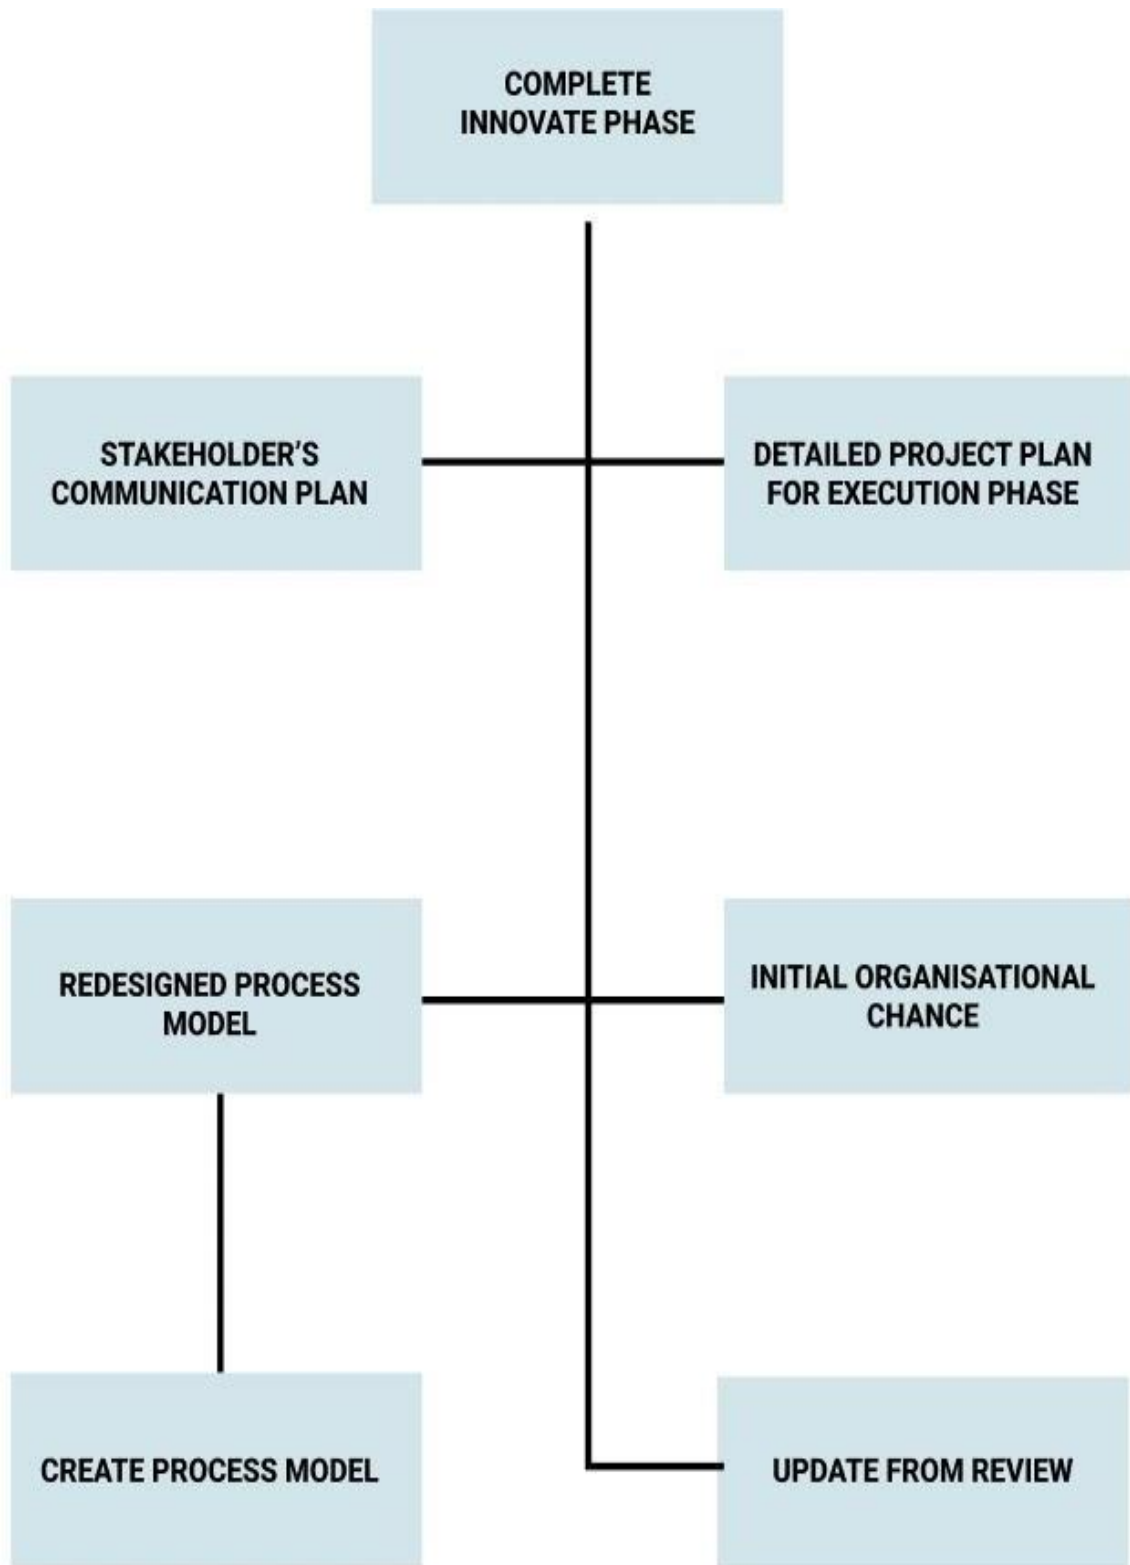 COMPLETE
INNOVATE PHASE
STAKEHOLDER’S
COMMUNICATION PLAN
DETAILED PROJECT PLAN
FOR EXECUTION PHASE
REDESIGNED PROCESS
MODEL
INITIAL ORGANISATIONAL
CHANCE
CREATE PROCESS MODEL
UPDATE FROM REVIEW